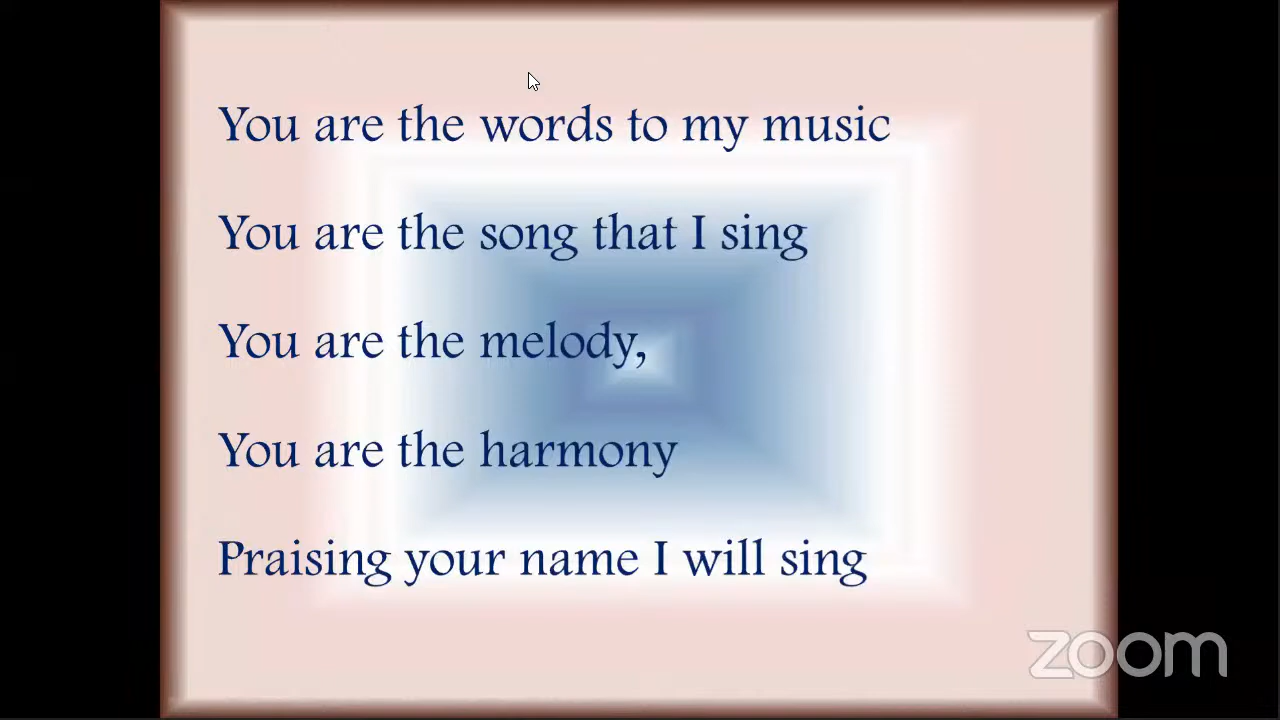 You are the words to my music
You are the song that I sing
You are the melody,
You are the harmony
Praising your name I will sing
zoom